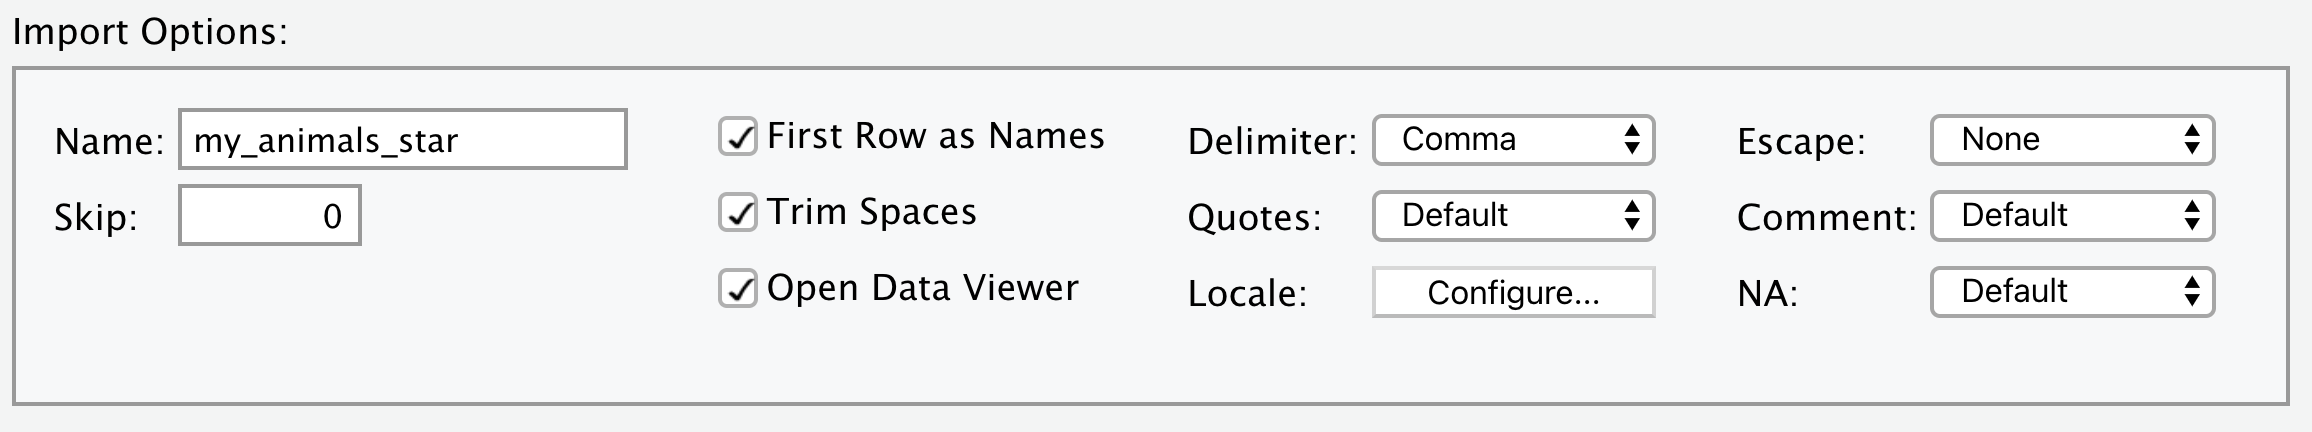 Import Options:
Name: my_animals_star
Skip: 0
First Row as Names
Trim Spaces
Open Data Viewer
Delimiter: Comma
Quotes: Default
Locale: Configure...
Escape: None
Comment: Default
NA: Default